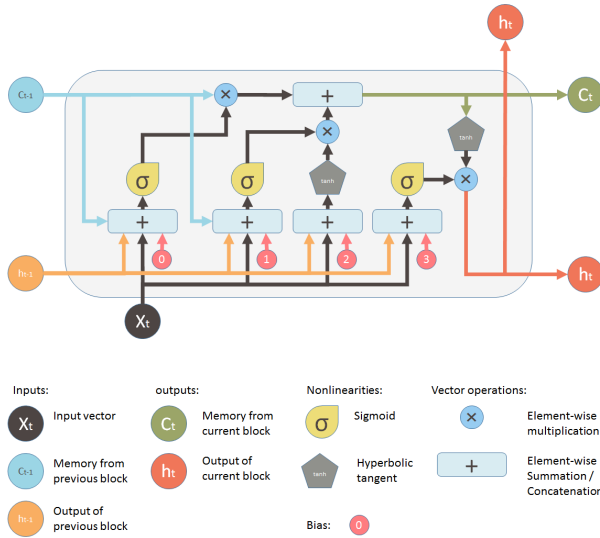 ht
Ct-1
×
+
Ct
tanh
×
tanh
σ
σ
σ
×
+
+
+
+
0
1
2
3
ht-1
ht
Xt
Inputs:
outputs:
Nonlinearities:
Vector operations:
Xt
Input vector
Ct
Memory from
current block
σ
Sigmoid
×
Element-wise
multiplication
Ct-1
Memory from
previous block
ht
Output of
current block
tanh
Hyperbolic
tangent
+
Element-wise
Summation /
Concatenation
ht-1
Output of
previous block
Bias:
0